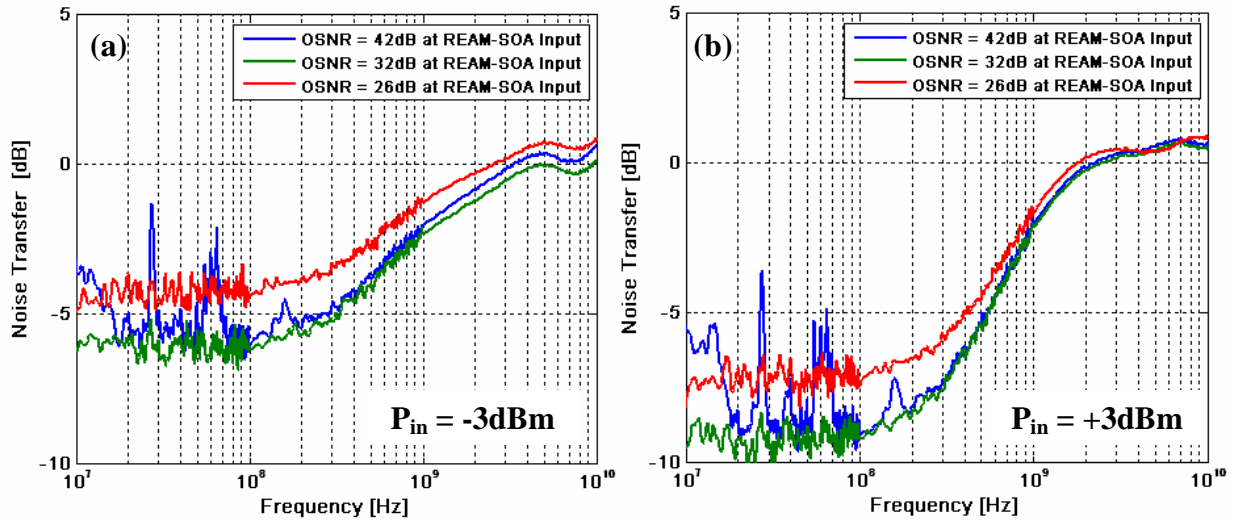 (a)
OSNR = 42dB at REAM-SOA Input
OSNR = 32dB at REAM-SOA Input
OSNR = 26dB at REAM-SOA Input
Noise Transfer [dB]
5
0
-5
-10
P_in = -3dBm
10^7
10^8
10^9
10^10
Frequency [Hz]
(b)
OSNR = 42dB at REAM-SOA Input
OSNR = 32dB at REAM-SOA Input
OSNR = 26dB at REAM-SOA Input
Noise Transfer [dB]
5
0
-5
-10
P_in = +3dBm
10^7
10^8
10^9
10^10
Frequency [Hz]